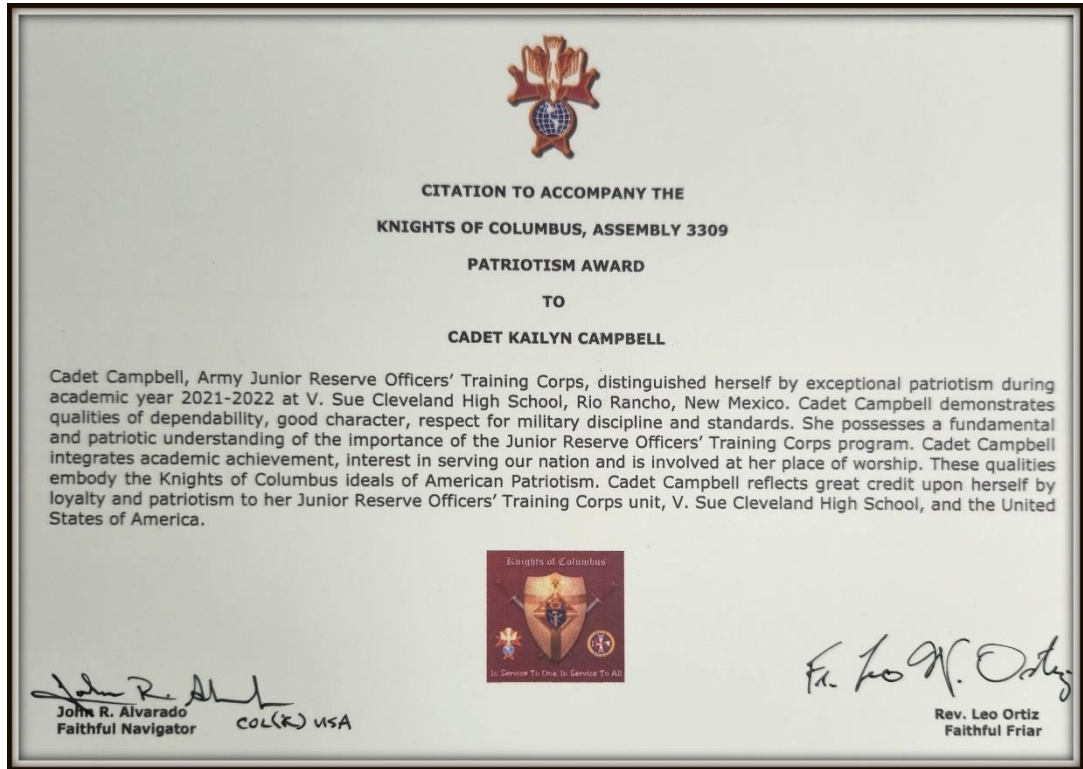 CITATION TO ACCOMPANY THE
KNIGHTS OF COLUMBUS, ASSEMBLY 3309
PATRIOTISM AWARD
TO
CADET KAILYN CAMPBELL
Cadet Campbell, Army Junior Reserve Officers’ Training Corps, distinguished herself by exceptional patriotism during
academic year 2021-2022 at V. Sue Cleveland High School, Rio Rancho, New Mexico. Cadet Campbell demonstrates
qualities of dependability, good character, respect for military discipline and standards. She possesses a fundamental
and patriotic understanding of the importance of the Junior Reserve Officers’ Training Corps program. Cadet Campbell
integrates academic achievement, interest in serving our nation and is involved at her place of worship. These qualities
embody the Knights of Columbus ideals of American Patriotism. Cadet Campbell reflects great credit upon herself by
loyalty and patriotism to her Junior Reserve Officers’ Training Corps unit, V. Sue Cleveland High School, and the United
States of America.
Knights of Columbus
In Service To One, In Service To All
John R. Al
John R. Alvarado
COL(R) USA
Faithful Navigator
Fr. Leo N. Ortiz
Rev. Leo Ortiz
Faithful Friar